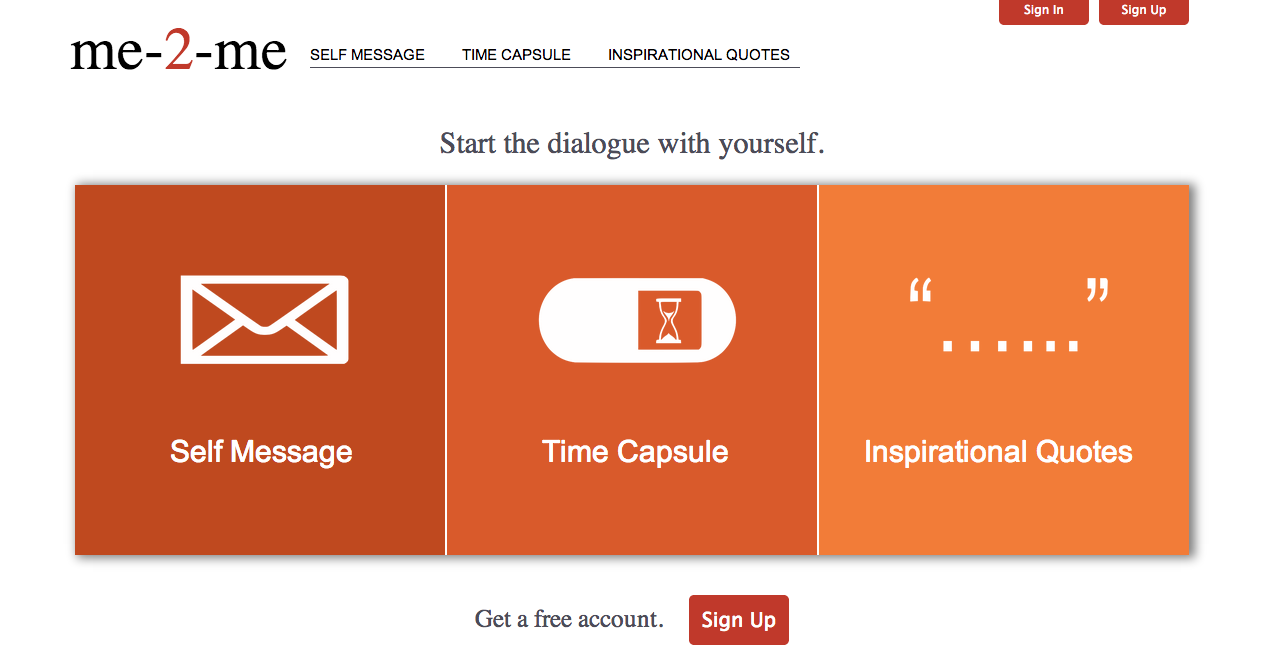 Sign In
Sign Up
me-2-me
SELF MESSAGE
TIME CAPSULE
INSPIRATIONAL QUOTES
Start the dialogue with yourself.
“ ”
......
Self Message
Time Capsule
Inspirational Quotes
Get a free account.
Sign Up